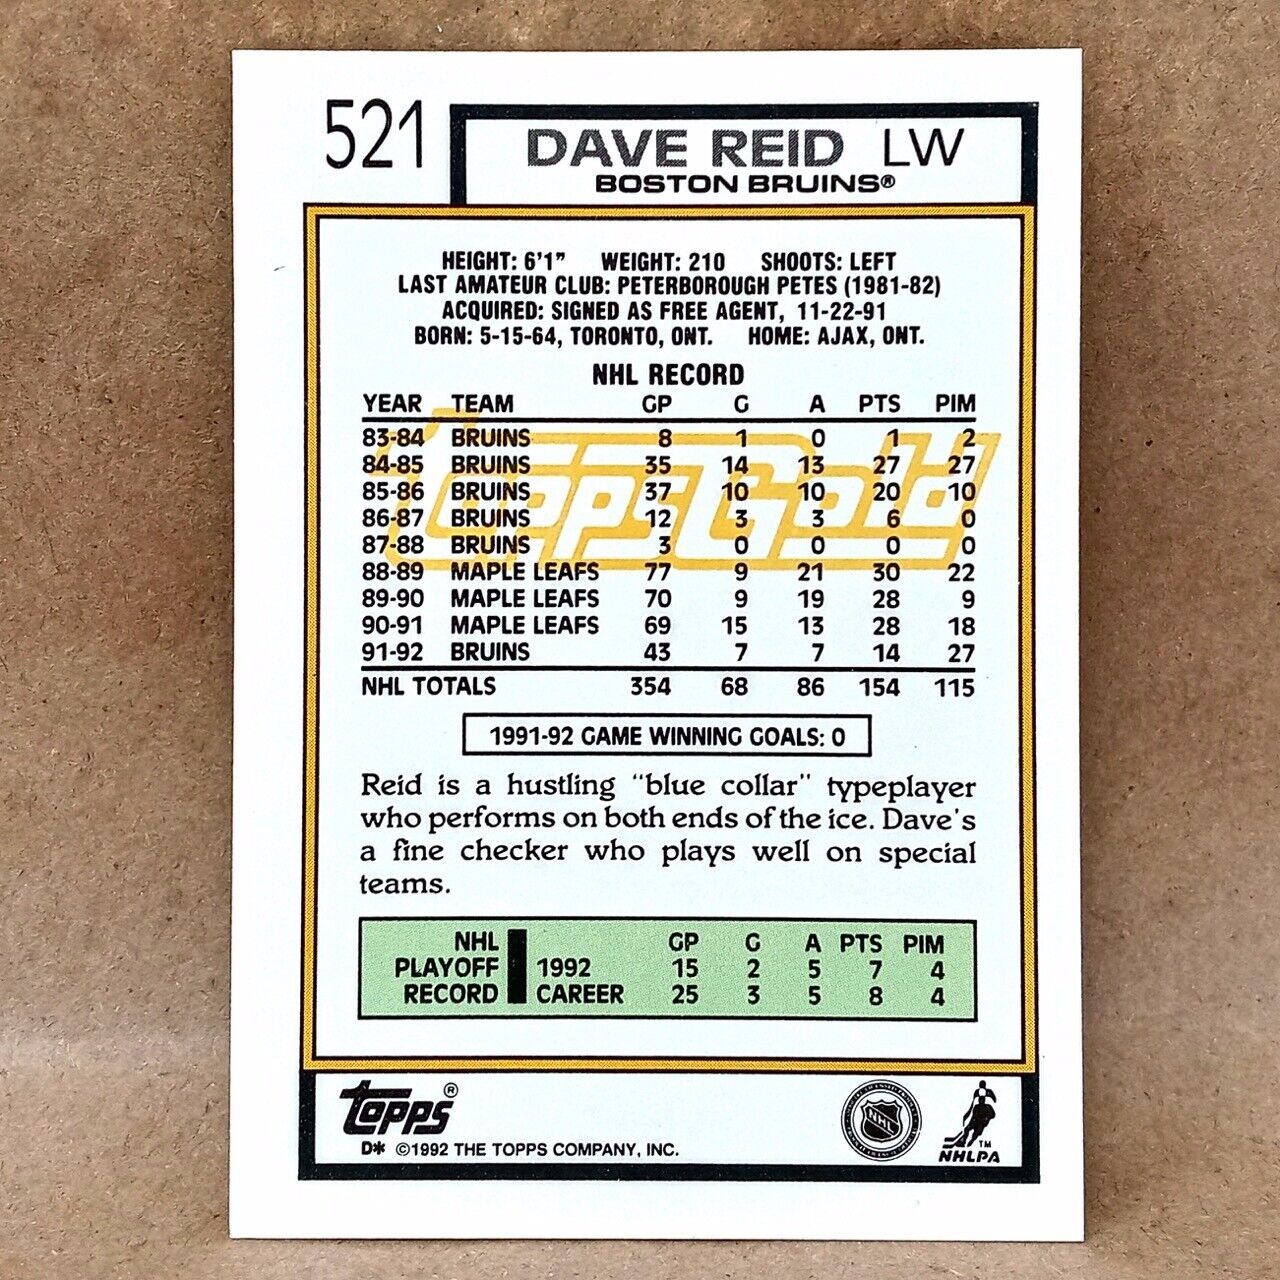 521
DAVE REID LW
BOSTON BRUINS®
HEIGHT: 6'1" WEIGHT: 210 SHOOTS: LEFT
LAST AMATEUR CLUB: PETERBOROUGH PETES (1981-82)
ACQUIRED: SIGNED AS FREE AGENT, 11-22-91
BORN: 5-15-64, TORONTO, ONT. HOME: AJAX, ONT.
NHL RECORD
YEAR TEAM GP G A PTS PIM
83-84 BRUINS 8 1 0 1 2
84-85 BRUINS 35 14 13 27 27
85-86 BRUINS 37 10 10 20 10
86-87 BRUINS 12 3 3 6 0
87-88 BRUINS 3 0 0 0 0
88-89 MAPLE LEAFS 77 9 21 30 22
89-90 MAPLE LEAFS 70 9 19 28 9
90-91 MAPLE LEAFS 69 15 13 28 18
91-92 BRUINS 43 7 7 14 27
NHL TOTALS 354 68 86 154 115
ToppsGold
1991-92 GAME WINNING GOALS: 0
Reid is a hustling "blue collar" typeplayer
who performs on both ends of the ice. Dave's
a fine checker who plays well on special
teams.
NHL GP G A PTS PIM
PLAYOFF 1992 15 2 5 7 4
RECORD CAREER 25 3 5 8 4
Topps®
D* ©1992 THE TOPPS COMPANY, INC.
NHL
TM
NHLPA